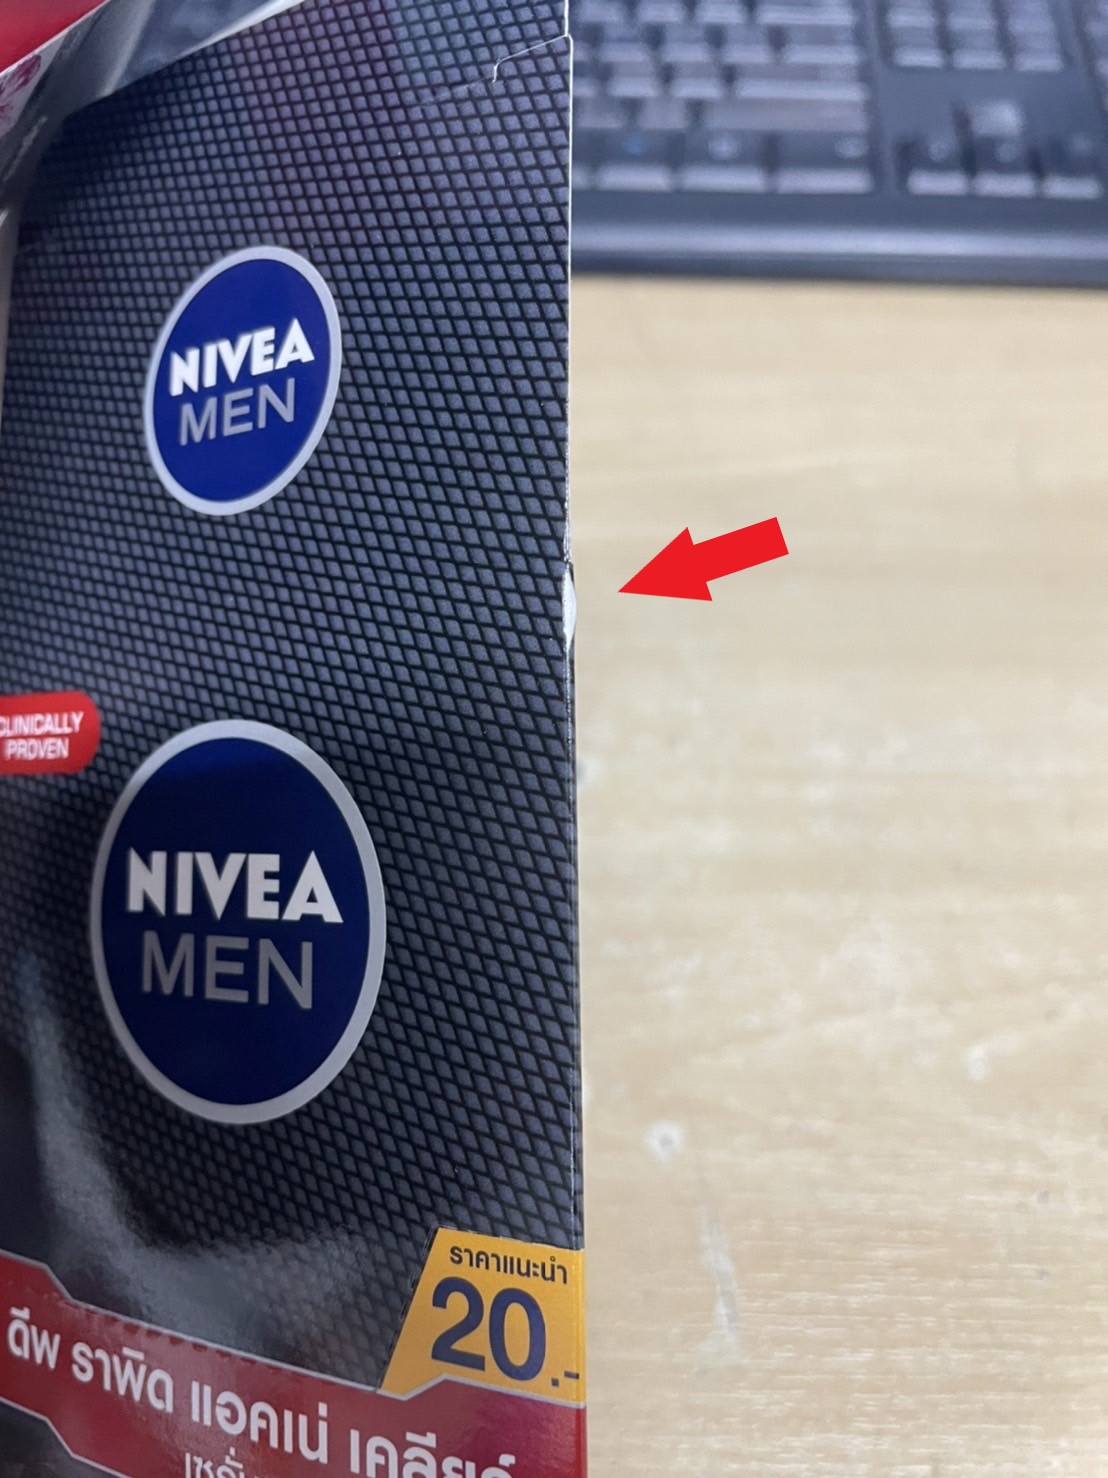 NIVEA
MEN
CLINICALLY
PROVEN
NIVEA
MEN
ราคาแนะนำ
20.-
ดีพ ราพิด แอคเน่ เคลียร์